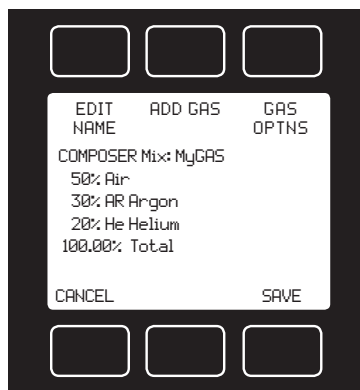 EDIT NAME ADD GAS GAS OPTNS
COMPOSER Mix: MyGAS
50% Air
30% AR Argon
20% He Helium
100.00% Total
CANCEL SAVE